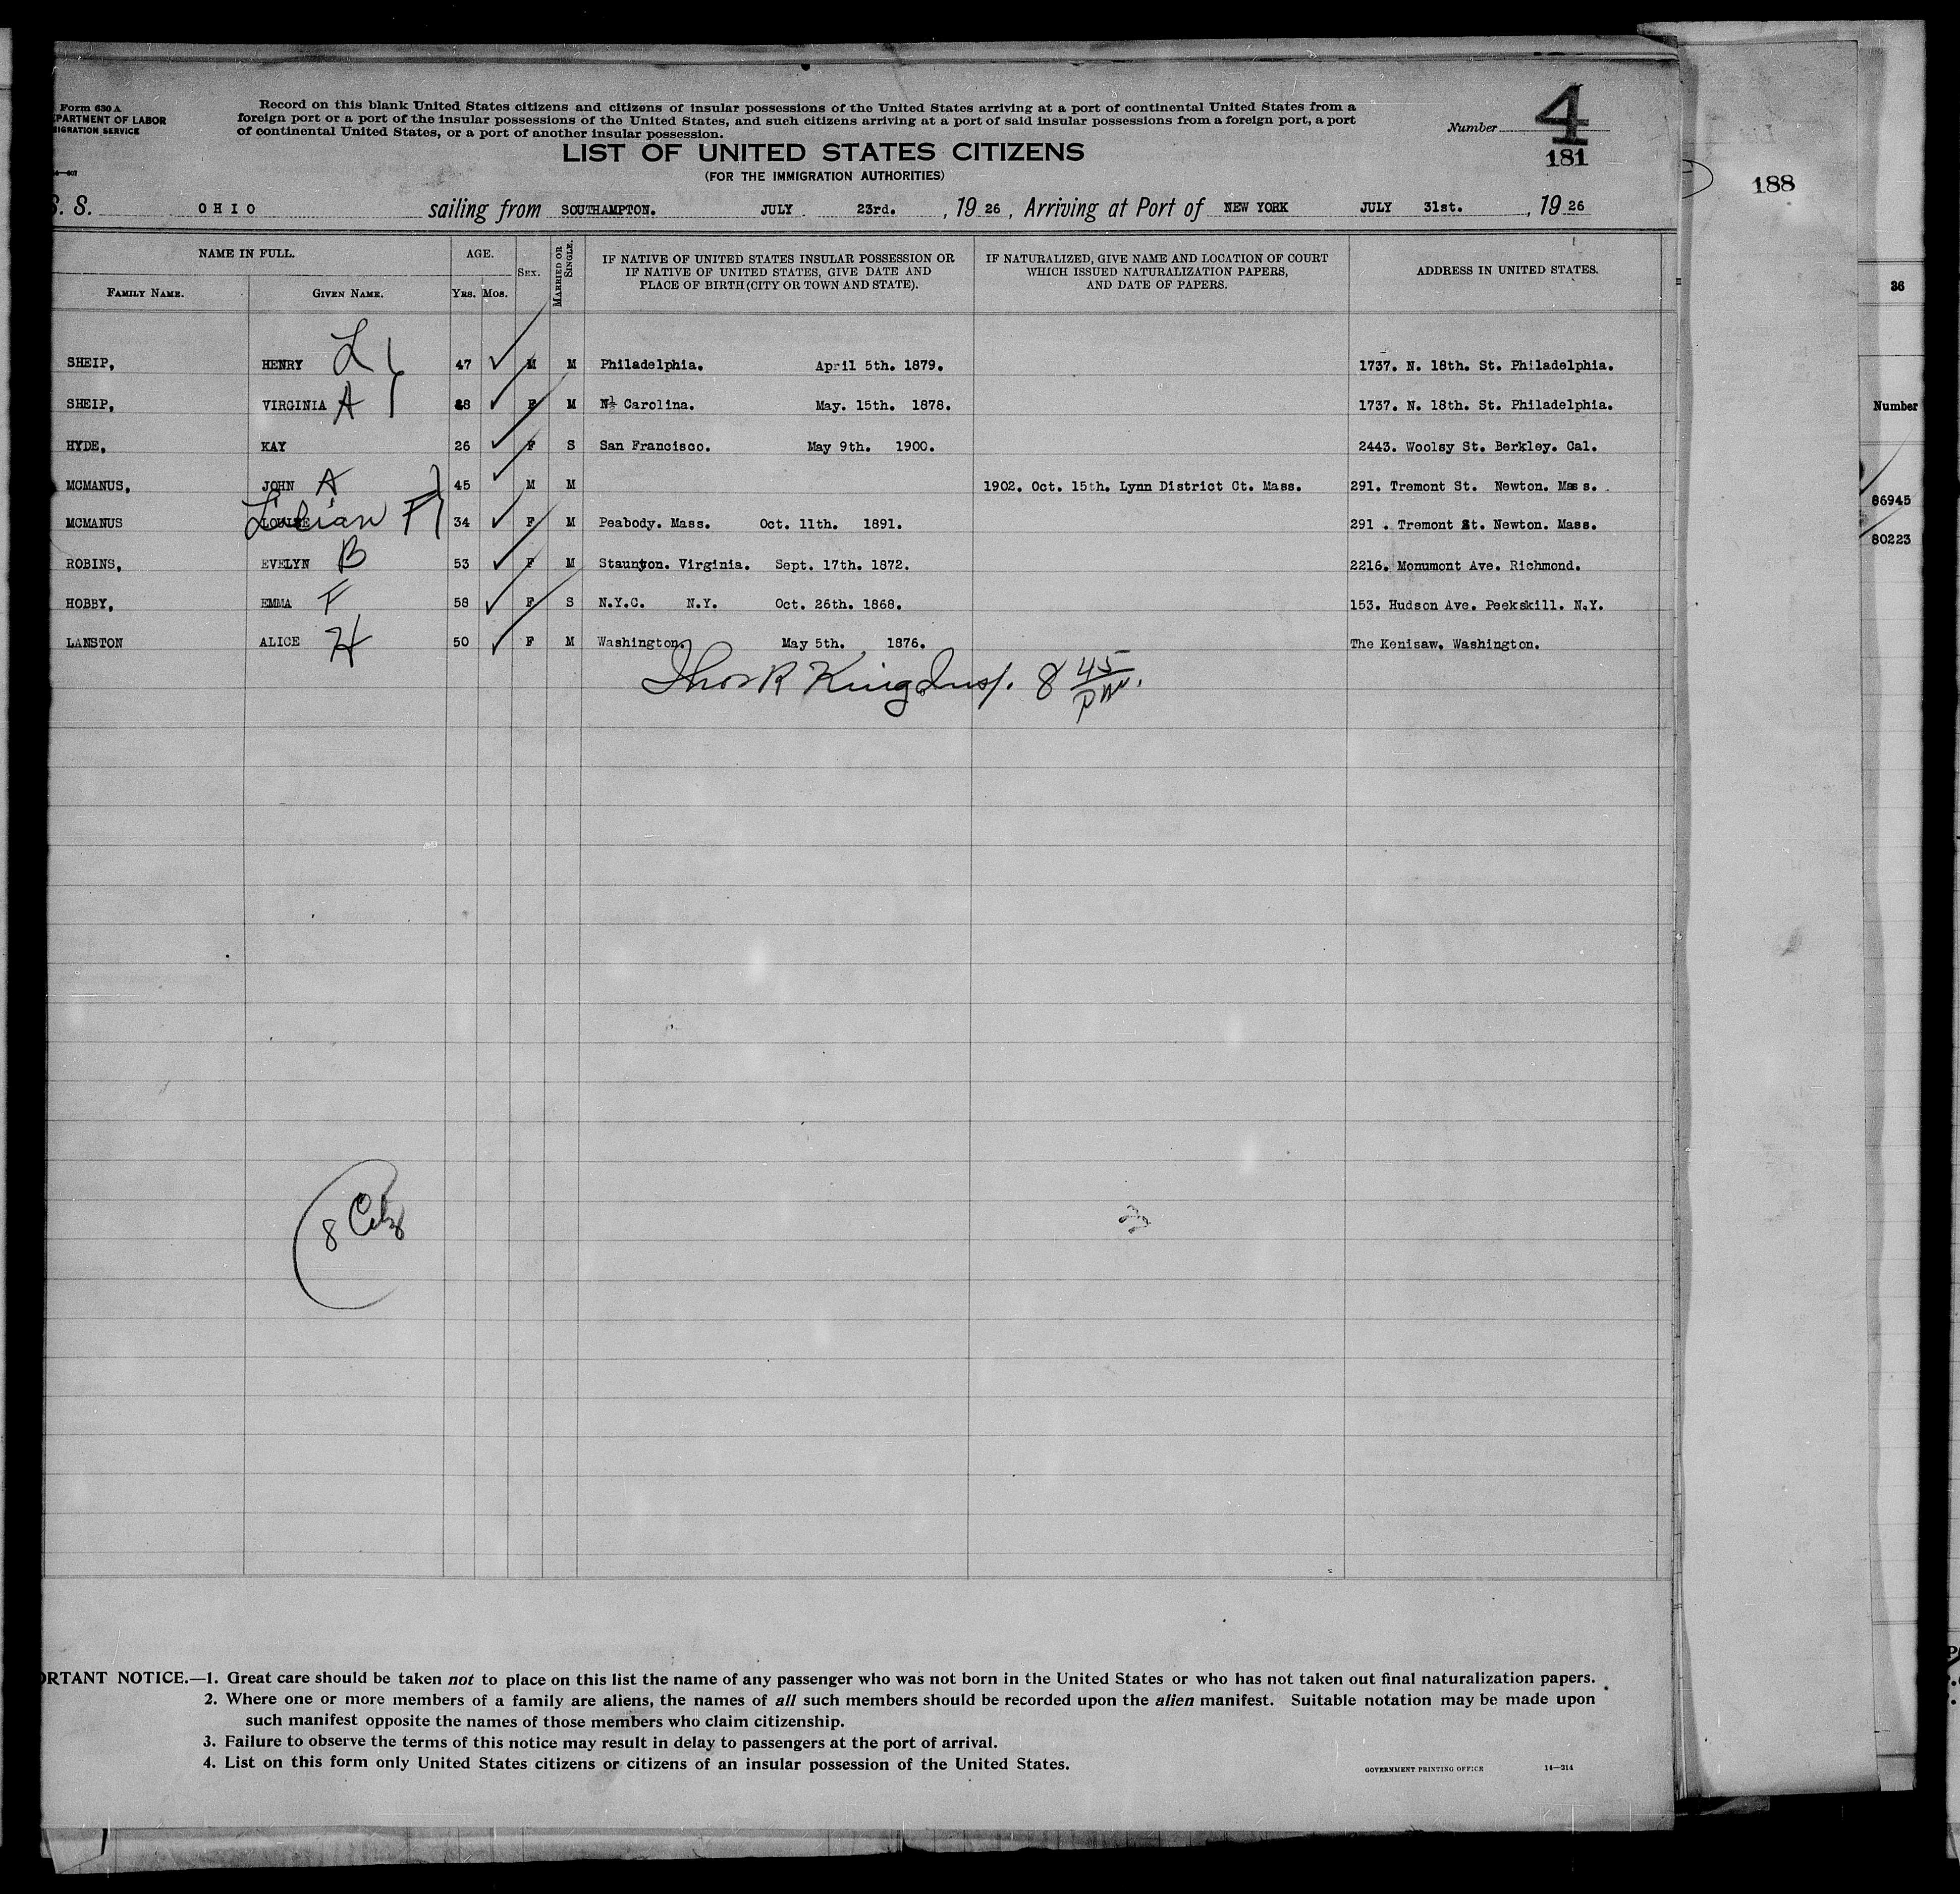 Form 630 A
PARTMENT OF LABOR
IGRATION SERVICE
Record on this blank United States citizens and citizens of insular possessions of the United States arriving at a port of continental United States from a
foreign port or a port of the insular possessions of the United States, and such citizens arriving at a port of said insular possessions from a foreign port, a port
of continental United States, or a port of another insular possession.
Number 4
181
188
LIST OF UNITED STATES CITIZENS
(FOR THE IMMIGRATION AUTHORITIES)
S. S. OHIO sailing from SOUTHAMPTON. JULY 23rd. , 19 26 , Arriving at Port of NEW YORK JULY 31st. , 19 26
NAME IN FULL. AGE. SEX. MARRIED OR SINGLE. IF NATIVE OF UNITED STATES INSULAR POSSESSION OR IF NATIVE OF UNITED STATES, GIVE DATE AND PLACE OF BIRTH (CITY OR TOWN AND STATE). IF NATURALIZED, GIVE NAME AND LOCATION OF COURT WHICH ISSUED NATURALIZATION PAPERS, AND DATE OF PAPERS. ADDRESS IN UNITED STATES.
FAMILY NAME. GIVEN NAME. YRS. MOS.
36
SHEIP, HENRY L 47 M M Philadelphia. April 5th. 1879. 1737. N. 18th. St. Philadelphia.
SHEIP, VIRGINIA A 48 F M N. Carolina. May. 15th. 1878. 1737. N. 18th. St. Philadelphia.
Number
HYDE, KAY 26 F S San Francisco. May 9th. 1900. 2443. Woolsy St. Berkley. Cal.
MCMANUS, JOHN A 45 M M 1902. Oct. 15th. Lynn District Ct. Mass. 291. Tremont St. Newton. Mass.
86945
MCMANUS Lilian F 34 F M Peabody. Mass. Oct. 11th. 1891. 291 . Tremont St. Newton. Mass.
80223
ROBINS, EVELYN B 53 F M Staunton. Virginia. Sept. 17th. 1872. 2216. Monumont Ave. Richmond.
HOBBY, EMMA F 58 F S N.Y.C. N.Y. Oct. 26th. 1868. 153. Hudson Ave. Peekskill. N.Y.
LANSTON ALICE H 50 F M Washington. May 5th. 1876. The Kenisaw. Washington.
Thos R King Insp. 8 45/pm.
8 Citz
ORTANT NOTICE.—1. Great care should be taken not to place on this list the name of any passenger who was not born in the United States or who has not taken out final naturalization papers.
2. Where one or more members of a family are aliens, the names of all such members should be recorded upon the alien manifest. Suitable notation may be made upon
such manifest opposite the names of those members who claim citizenship.
3. Failure to observe the terms of this notice may result in delay to passengers at the port of arrival.
4. List on this form only United States citizens or citizens of an insular possession of the United States.
GOVERNMENT PRINTING OFFICE 14—214